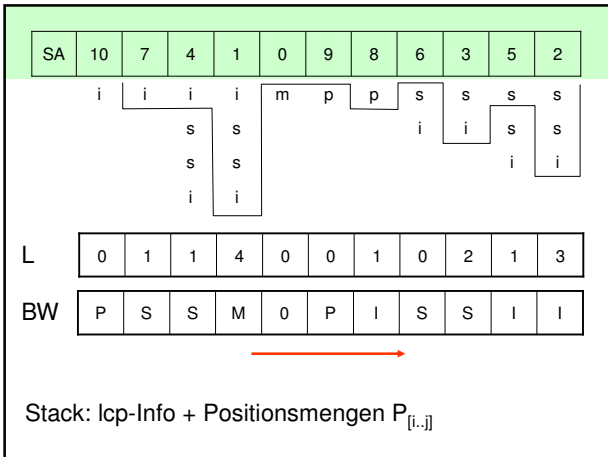 SA 10 7 4 1 0 9 8 6 3 5 2
i i i i m p p s s s s
s s i i s s
s s i i
i i
L 0 1 1 4 0 0 1 0 2 1 3
BW P S S M 0 P I S S I I
Stack: lcp-Info + Positionsmengen P[i..j]